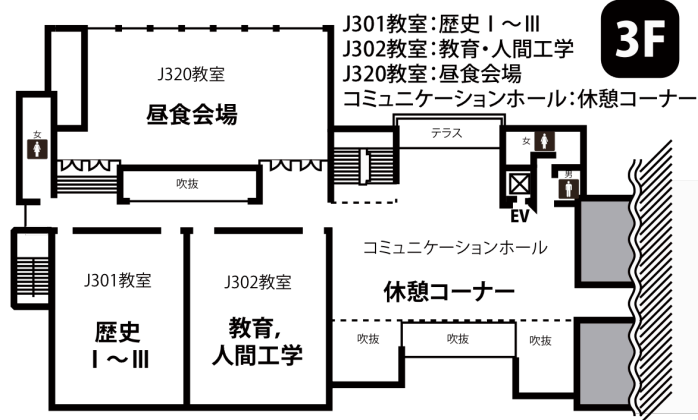 J301教室：歴史Ⅰ～Ⅲ
3F
J302教室：教育・人間工学
J320教室：昼食会場
コミュニケーションホール：休憩コーナー
J320教室
昼食会場
女
テラス
女
男
吹抜
EV
コミュニケーションホール
休憩コーナー
J301教室
歴史
Ⅰ～Ⅲ
J302教室
教育,
人間工学
吹抜
吹抜
吹抜